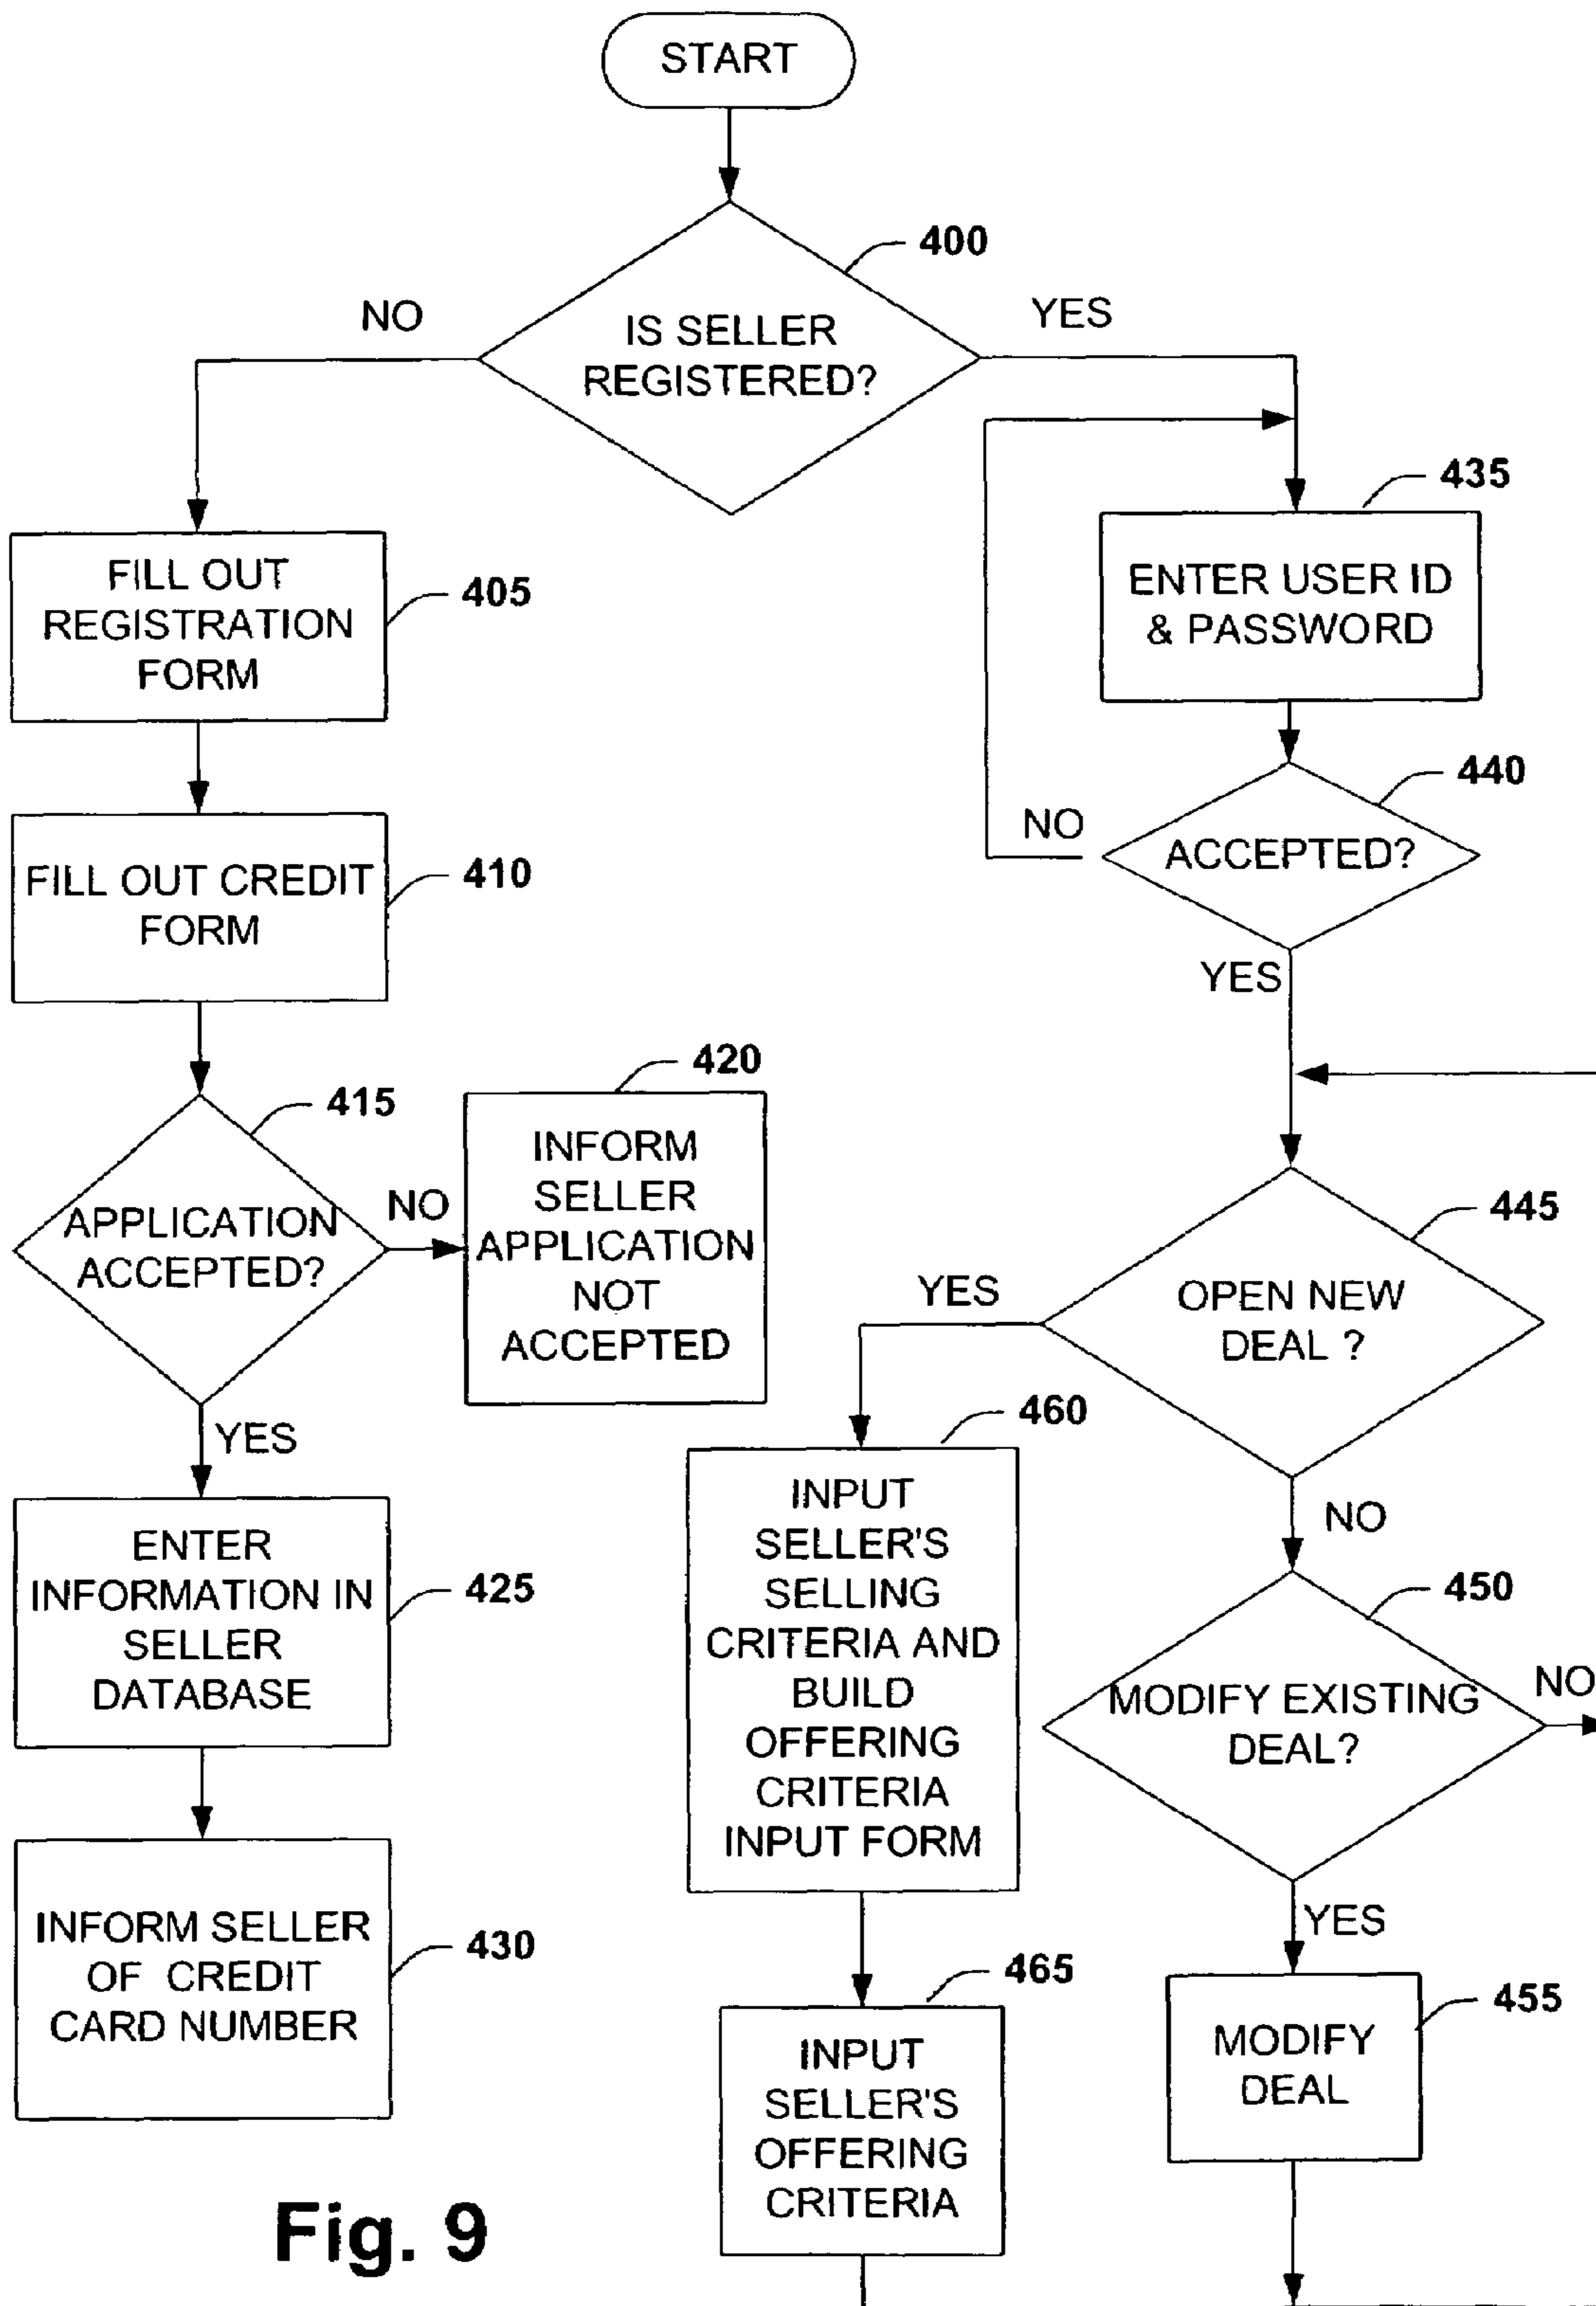 START
400
NO
YES
IS SELLER
REGISTERED?
435
FILL OUT
REGISTRATION
FORM
405
ENTER USER ID
& PASSWORD
440
NO
ACCEPTED?
FILL OUT CREDIT
FORM
410
YES
420
415
INFORM
SELLER
APPLICATION
NOT
ACCEPTED
NO
APPLICATION
ACCEPTED?
445
YES
OPEN NEW
DEAL ?
460
YES
NO
INPUT
SELLER'S
SELLING
CRITERIA AND
BUILD
OFFERING
CRITERIA
INPUT FORM
ENTER
INFORMATION IN
SELLER
DATABASE
425
450
NO
MODIFY EXISTING
DEAL?
YES
INFORM SELLER
OF CREDIT
CARD NUMBER
430
465
455
INPUT
SELLER'S
OFFERING
CRITERIA
MODIFY
DEAL
Fig. 9